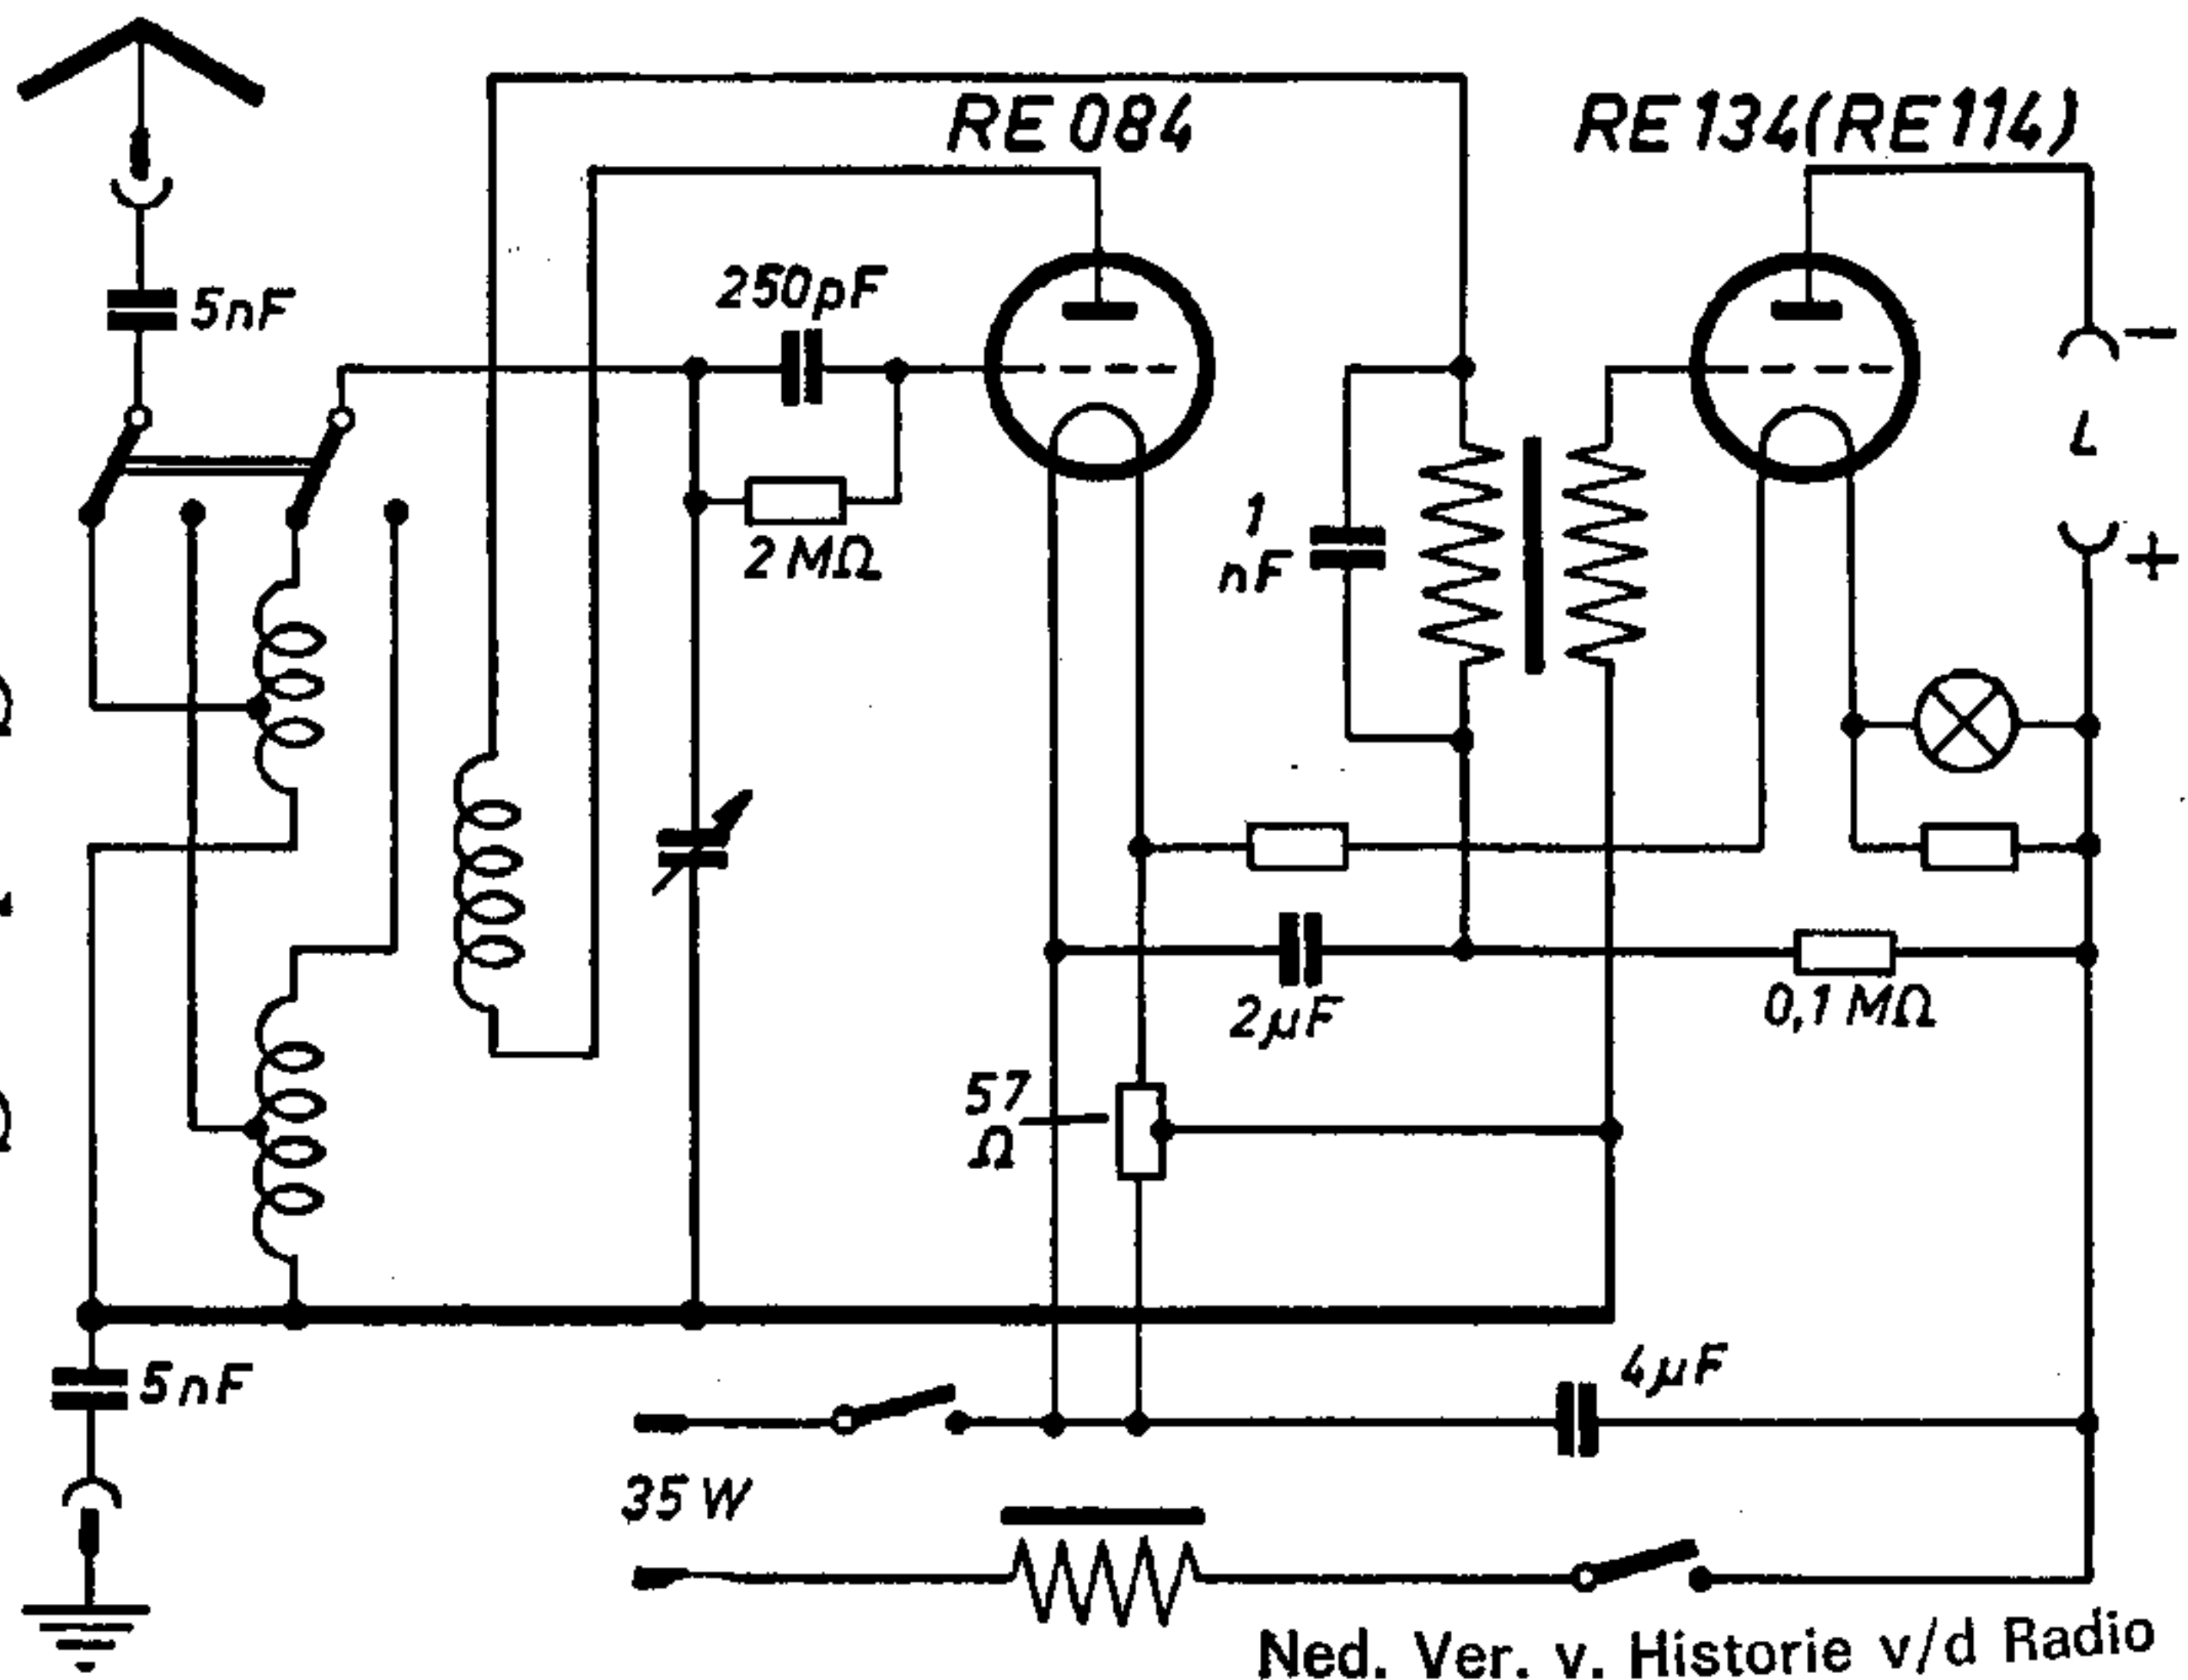 RE 084
RE 134 (RE 114)
5nF
250pF
2 MΩ
1
nF
L
−
+
2µF
0,1 MΩ
57
Ω
5nF
4µF
35 W
Ned. Ver. v. Historie v/d Radio